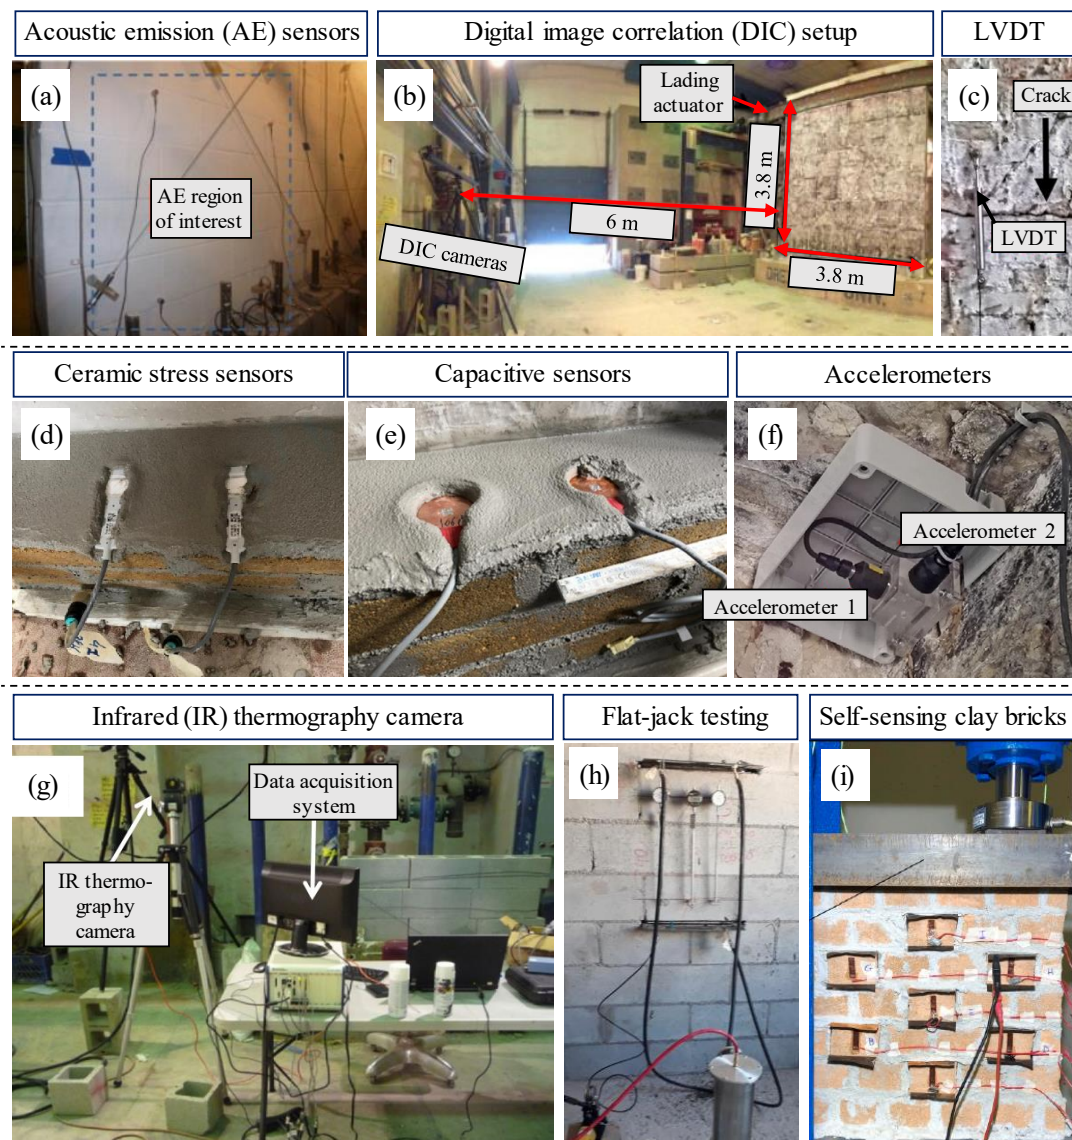 Acoustic emission (AE) sensors
Digital image correlation (DIC) setup
LVDT
(a)
AE region
of interest
(b)
Lading
actuator
3.8 m
6 m
DIC cameras
3.8 m
(c)
Crack
LVDT
Ceramic stress sensors
Capacitive sensors
Accelerometers
(d)
(e)
(f)
Accelerometer 2
Accelerometer 1
Infrared (IR) thermography camera
Flat-jack testing
Self-sensing clay bricks
(g)
Data acquisition
system
IR thermo-
graphy
camera
(h)
(i)
I
G
H
B